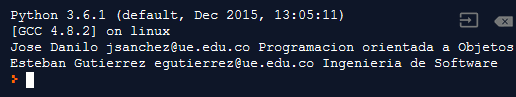 Python 3.6.1 (default, Dec 2015, 13:05:11)
[GCC 4.8.2] on linux
Jose Danilo jsanchez@ue.edu.co Programacion orientada a Objetos
Esteban Gutierrez egutierrez@ue.edu.co Ingenieria de Software